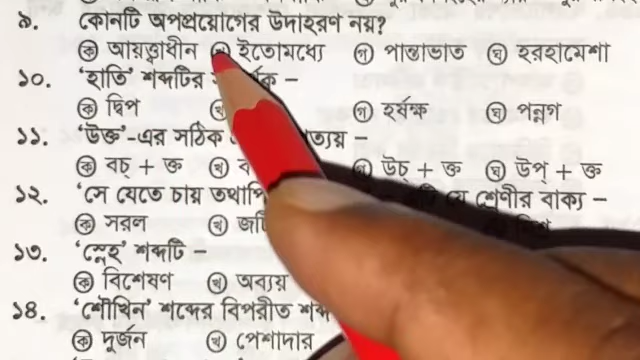 ৯. কোনটি অপপ্রয়োগের উদাহরণ নয়?
ক আয়ত্ত্বাধীন ইতোমধ্যে গ পান্তাভাত ঘ হরহামেশা
১০. ‘হাতি’ শব্দটির –
ক দ্বিপ খ গ হর্যক্ষ ঘ পন্নগ
১১. ‘উক্ত’-এর সঠিক –
ক বচ্ + ক্ত খ গ উচ্ + ক্ত ঘ উপ্ + ক্ত
১২. ‘সে যেতে চায় তথাপি যে শ্রেণীর বাক্য –
ক সরল খ
১৩. ‘স্নেহ’ শব্দটি –
ক বিশেষণ খ অব্যয়
১৪. ‘শৌখিন’ শব্দের বিপরীত
ক দুর্জন খ পেশাদার